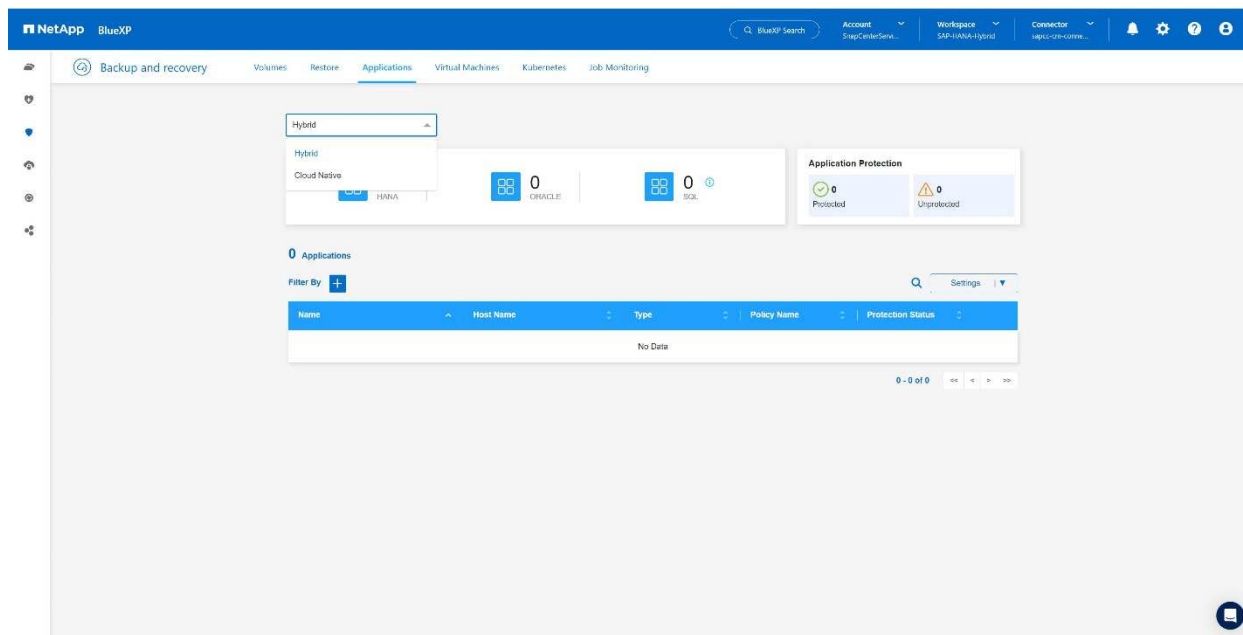 NetApp BlueXP
BlueXP Search
Account
SnapCenterServi...
Workspace
SAP-HANA-Hybrid
Connector
sapcc-cm-conne...
Backup and recovery
Volumes Restore Applications Virtual Machines Kubernetes Job Monitoring
Hybrid
Hybrid
Cloud Native
HANA
0
ORACLE
0
SQL
Application Protection
0
Protected
0
Unprotected
0 Applications
Filter By
Settings
Name Host Name Type Policy Name Protection Status
No Data
0 - 0 of 0 << < > >>